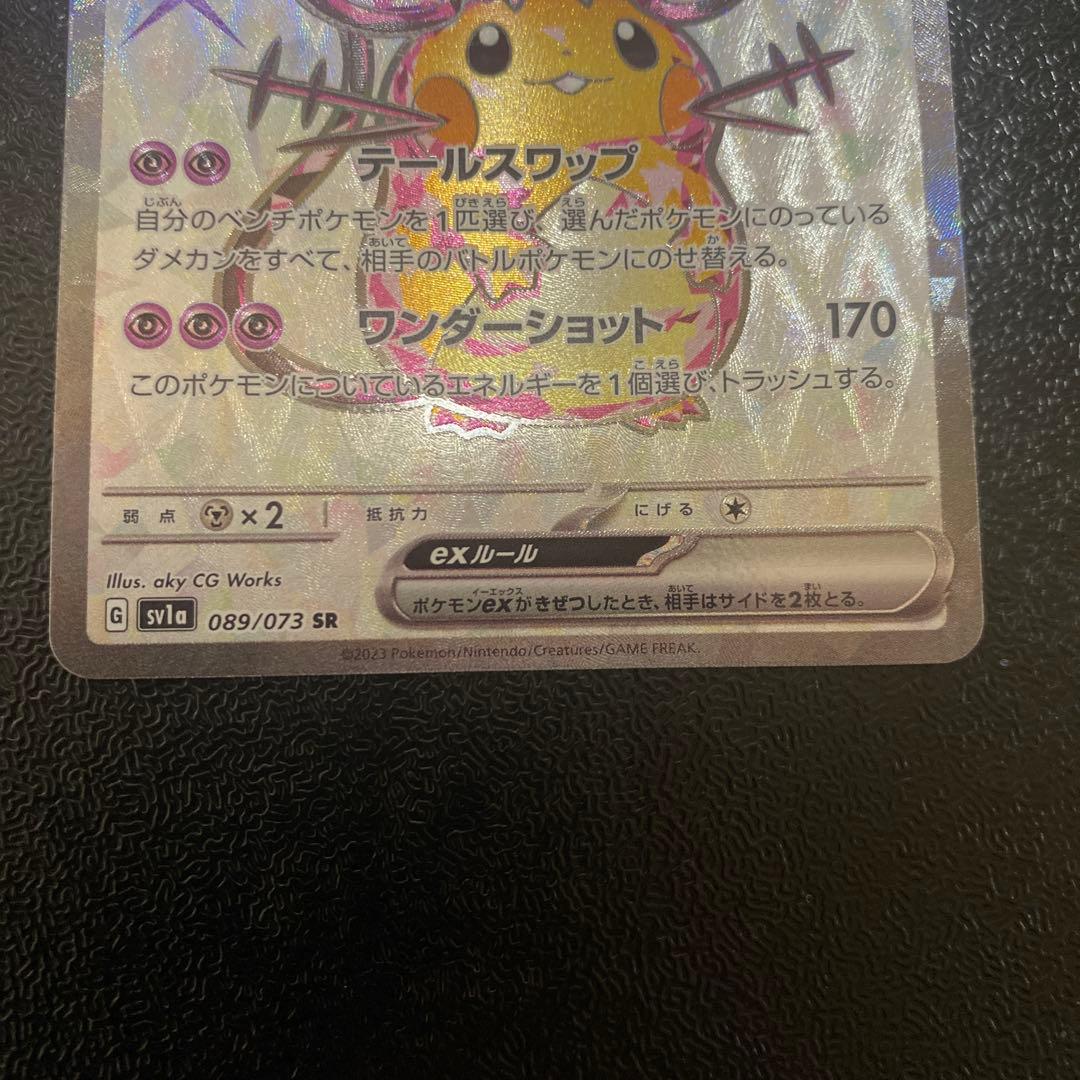 テールスワップ
自分のベンチポケモンを1匹選び、選んだポケモンにのっている
ダメカンをすべて、相手のバトルポケモンにのせ替える。
ワンダーショット 170
このポケモンについているエネルギーを1個選び、トラッシュする。
弱点 ×2 抵抗力 にげる
exルール
ポケモンexがきぜつしたとき、相手はサイドを2枚とる。
Illus. aky CG Works
G sv1a 089/073 SR
©2023 Pokémon/Nintendo/Creatures/GAME FREAK.